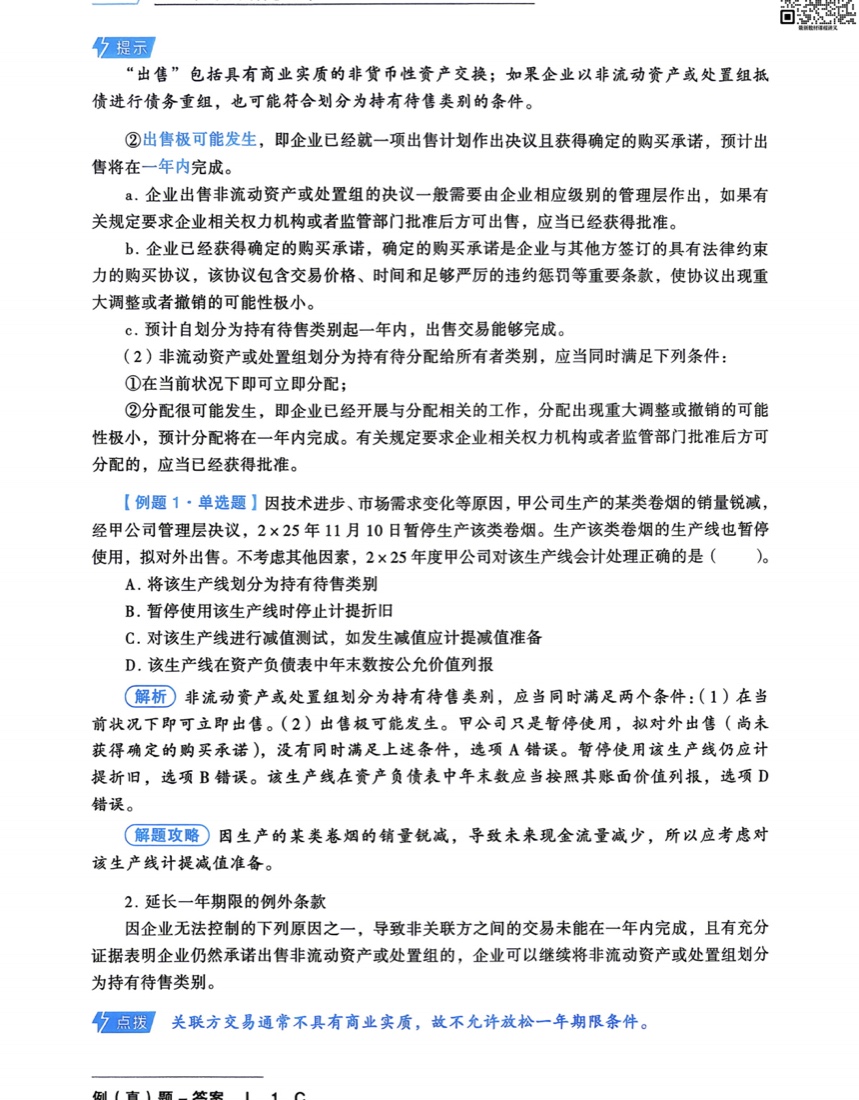 提示
“出售”包括具有商业实质的非货币性资产交换；如果企业以非流动资产或处置组抵
债进行债务重组，也可能符合划分为持有待售类别的条件。
②出售极可能发生，即企业已经就一项出售计划作出决议且获得确定的购买承诺，预计出
售将在一年内完成。
a. 企业出售非流动资产或处置组的决议一般需要由企业相应级别的管理层作出，如果有
关规定要求企业相关权力机构或者监管部门批准后方可出售，应当已经获得批准。
b. 企业已经获得确定的购买承诺，确定的购买承诺是企业与其他方签订的具有法律约束
力的购买协议，该协议包含交易价格、时间和足够严厉的违约惩罚等重要条款，使协议出现重
大调整或者撤销的可能性极小。
c. 预计自划分为持有待售类别起一年内，出售交易能够完成。
（2）非流动资产或处置组划分为持有待分配给所有者类别，应当同时满足下列条件：
①在当前状况下即可立即分配；
②分配很可能发生，即企业已经开展与分配相关的工作，分配出现重大调整或撤销的可能
性极小，预计分配将在一年内完成。有关规定要求企业相关权力机构或者监管部门批准后方可
分配的，应当已经获得批准。
【例题1·单选题】因技术进步、市场需求变化等原因，甲公司生产的某类卷烟的销量锐减，
经甲公司管理层决议，2×25年11月10日暂停生产该类卷烟。生产该类卷烟的生产线也暂停
使用，拟对外出售。不考虑其他因素，2×25年度甲公司对该生产线会计处理正确的是（　　）。
A. 将该生产线划分为持有待售类别
B. 暂停使用该生产线时停止计提折旧
C. 对该生产线进行减值测试，如发生减值应计提减值准备
D. 该生产线在资产负债表中年末数按公允价值列报
解析 非流动资产或处置组划分为持有待售类别，应当同时满足两个条件：（1）在当
前状况下即可立即出售。（2）出售极可能发生。甲公司只是暂停使用，拟对外出售（尚未
获得确定的购买承诺），没有同时满足上述条件，选项A错误。暂停使用该生产线仍应计
提折旧，选项B错误。该生产线在资产负债表中年末数应当按照其账面价值列报，选项D
错误。
解题攻略 因生产的某类卷烟的销量锐减，导致未来现金流量减少，所以应考虑对
该生产线计提减值准备。
2. 延长一年期限的例外条款
因企业无法控制的下列原因之一，导致非关联方之间的交易未能在一年内完成，且有充分
证据表明企业仍然承诺出售非流动资产或处置组的，企业可以继续将非流动资产或处置组划分
为持有待售类别。
点拨 关联方交易通常不具有商业实质，故不允许放松一年期限条件。
例（真）题－答案 | 1. C